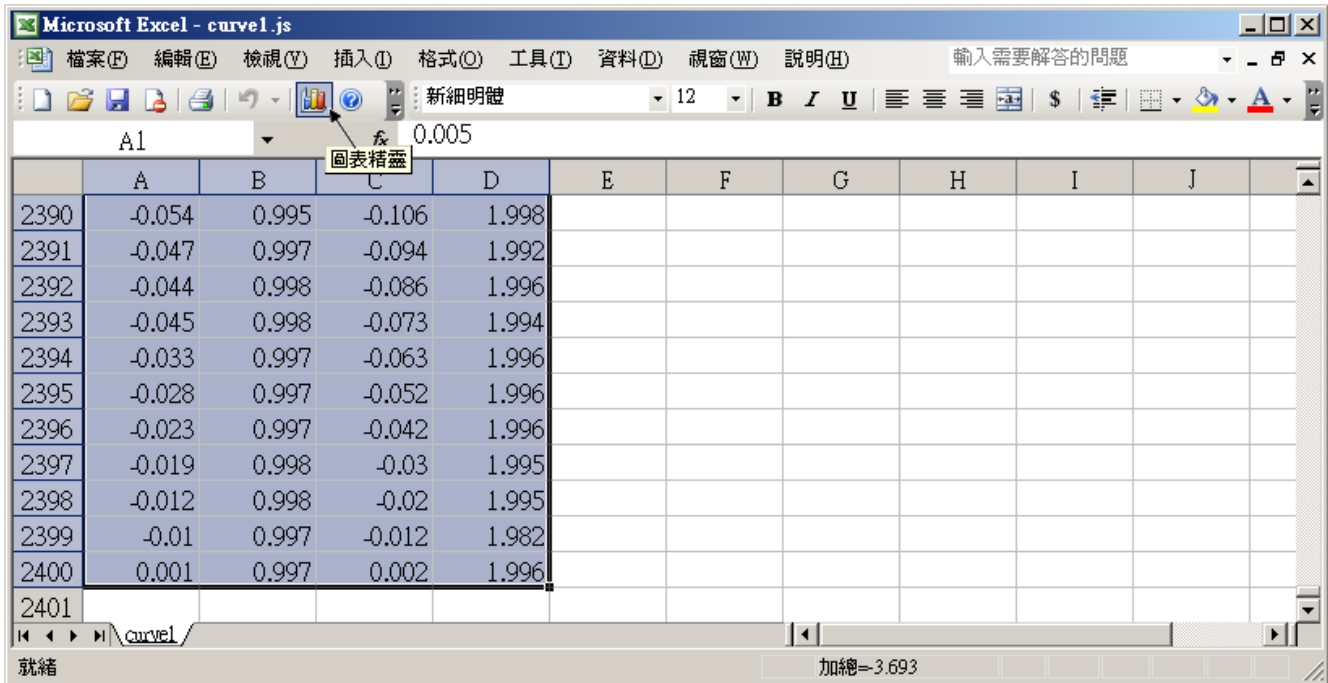 Microsoft Excel - curve1.js
檔案(F) 編輯(E) 檢視(V) 插入(I) 格式(O) 工具(T) 資料(D) 視窗(W) 說明(H) 輸入需要解答的問題
新細明體 12 B I U $ A
A1 fx 0.005
圖表精靈
A B C D E F G H I J
2390 -0.054 0.995 -0.106 1.998
2391 -0.047 0.997 -0.094 1.992
2392 -0.044 0.998 -0.086 1.996
2393 -0.045 0.998 -0.073 1.994
2394 -0.033 0.997 -0.063 1.996
2395 -0.028 0.997 -0.052 1.996
2396 -0.023 0.997 -0.042 1.996
2397 -0.019 0.998 -0.03 1.995
2398 -0.012 0.998 -0.02 1.995
2399 -0.01 0.997 -0.012 1.982
2400 0.001 0.997 0.002 1.996
2401
curve1
就緒 加總=-3.693